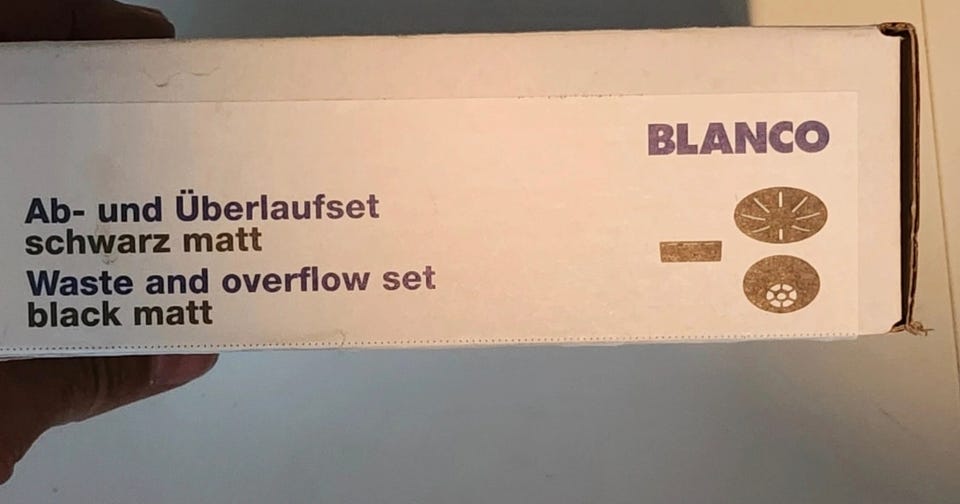 BLANCO
Ab- und Überlaufset
schwarz matt
Waste and overflow set
black matt